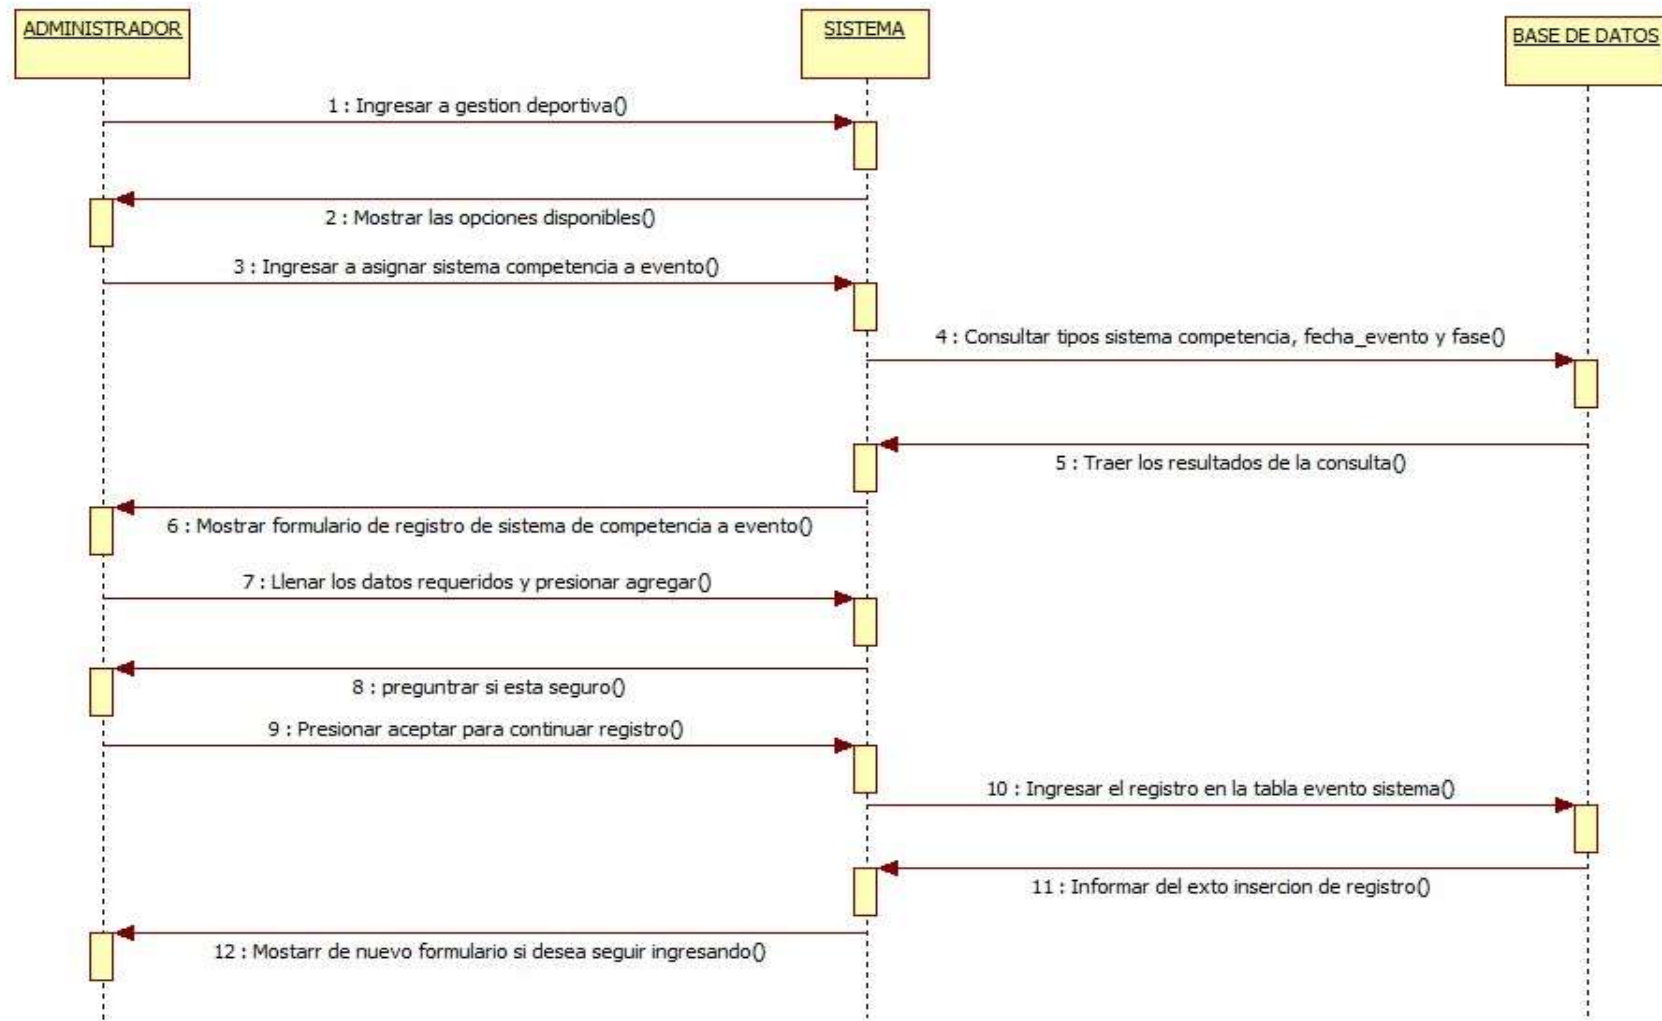 ADMINISTRADOR
SISTEMA
BASE DE DATOS
1 : Ingresar a gestion deportiva()
2 : Mostrar las opciones disponibles()
3 : Ingresar a asignar sistema competencia a evento()
4 : Consultar tipos sistema competencia, fecha_evento y fase()
5 : Traer los resultados de la consulta()
6 : Mostrar formulario de registro de sistema de competencia a evento()
7 : Llenar los datos requeridos y presionar agregar()
8 : preguntrar si esta seguro()
9 : Presionar aceptar para continuar registro()
10 : Ingresar el registro en la tabla evento sistema()
11 : Informar del exto insercion de registro()
12 : Mostarr de nuevo formulario si desea seguir ingresando()